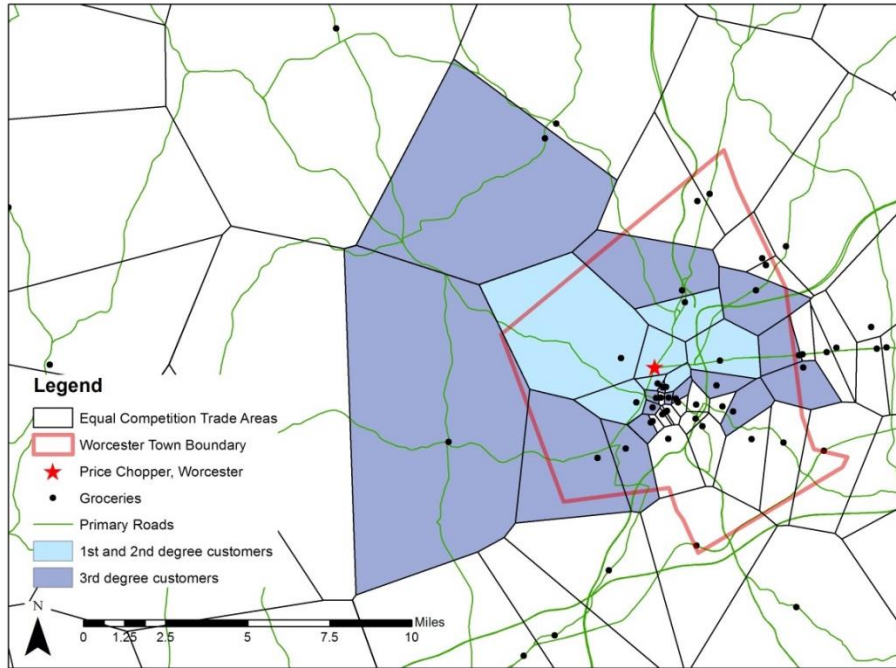 Legend
Equal Competition Trade Areas
Worcester Town Boundary
Price Chopper, Worcester
Groceries
Primary Roads
1st and 2nd degree customers
3rd degree customers
N
Miles
0 1.25 2.5 5 7.5 10